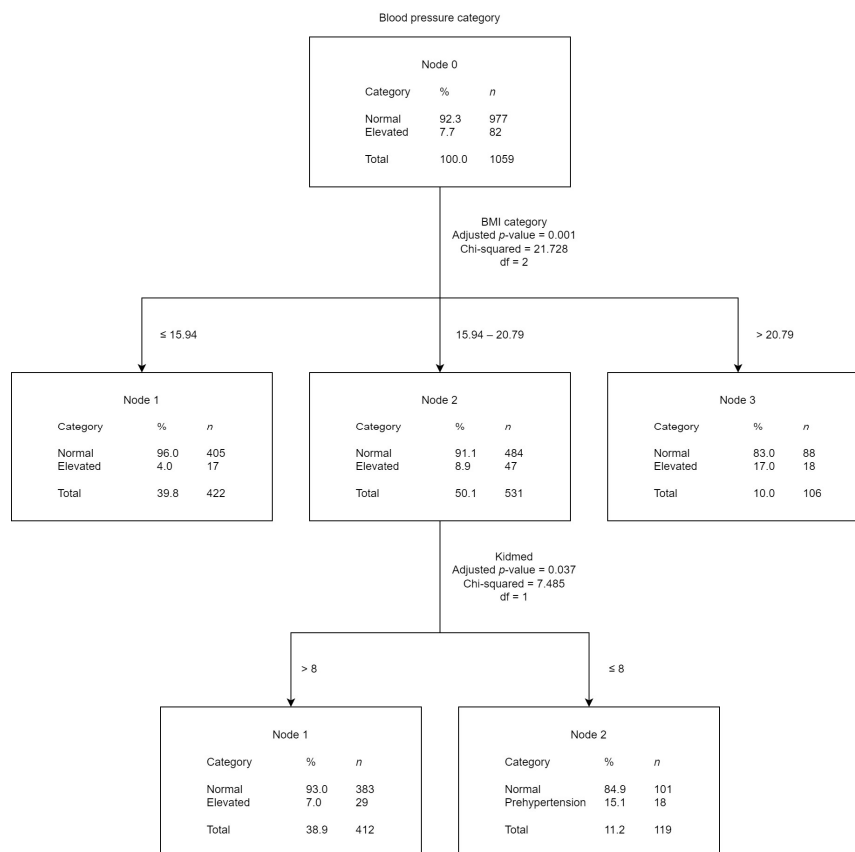 Blood pressure category
Node 0
Category % n
Normal 92.3 977
Elevated 7.7 82
Total 100.0 1059
BMI category
Adjusted p-value = 0.001
Chi-squared = 21.728
df = 2
≤ 15.94
15.94 – 20.79
> 20.79
Node 1
Category % n
Normal 96.0 405
Elevated 4.0 17
Total 39.8 422
Node 2
Category % n
Normal 91.1 484
Elevated 8.9 47
Total 50.1 531
Node 3
Category % n
Normal 83.0 88
Elevated 17.0 18
Total 10.0 106
Kidmed
Adjusted p-value = 0.037
Chi-squared = 7.485
df = 1
> 8
≤ 8
Node 1
Category % n
Normal 93.0 383
Elevated 7.0 29
Total 38.9 412
Node 2
Category % n
Normal 84.9 101
Prehypertension 15.1 18
Total 11.2 119